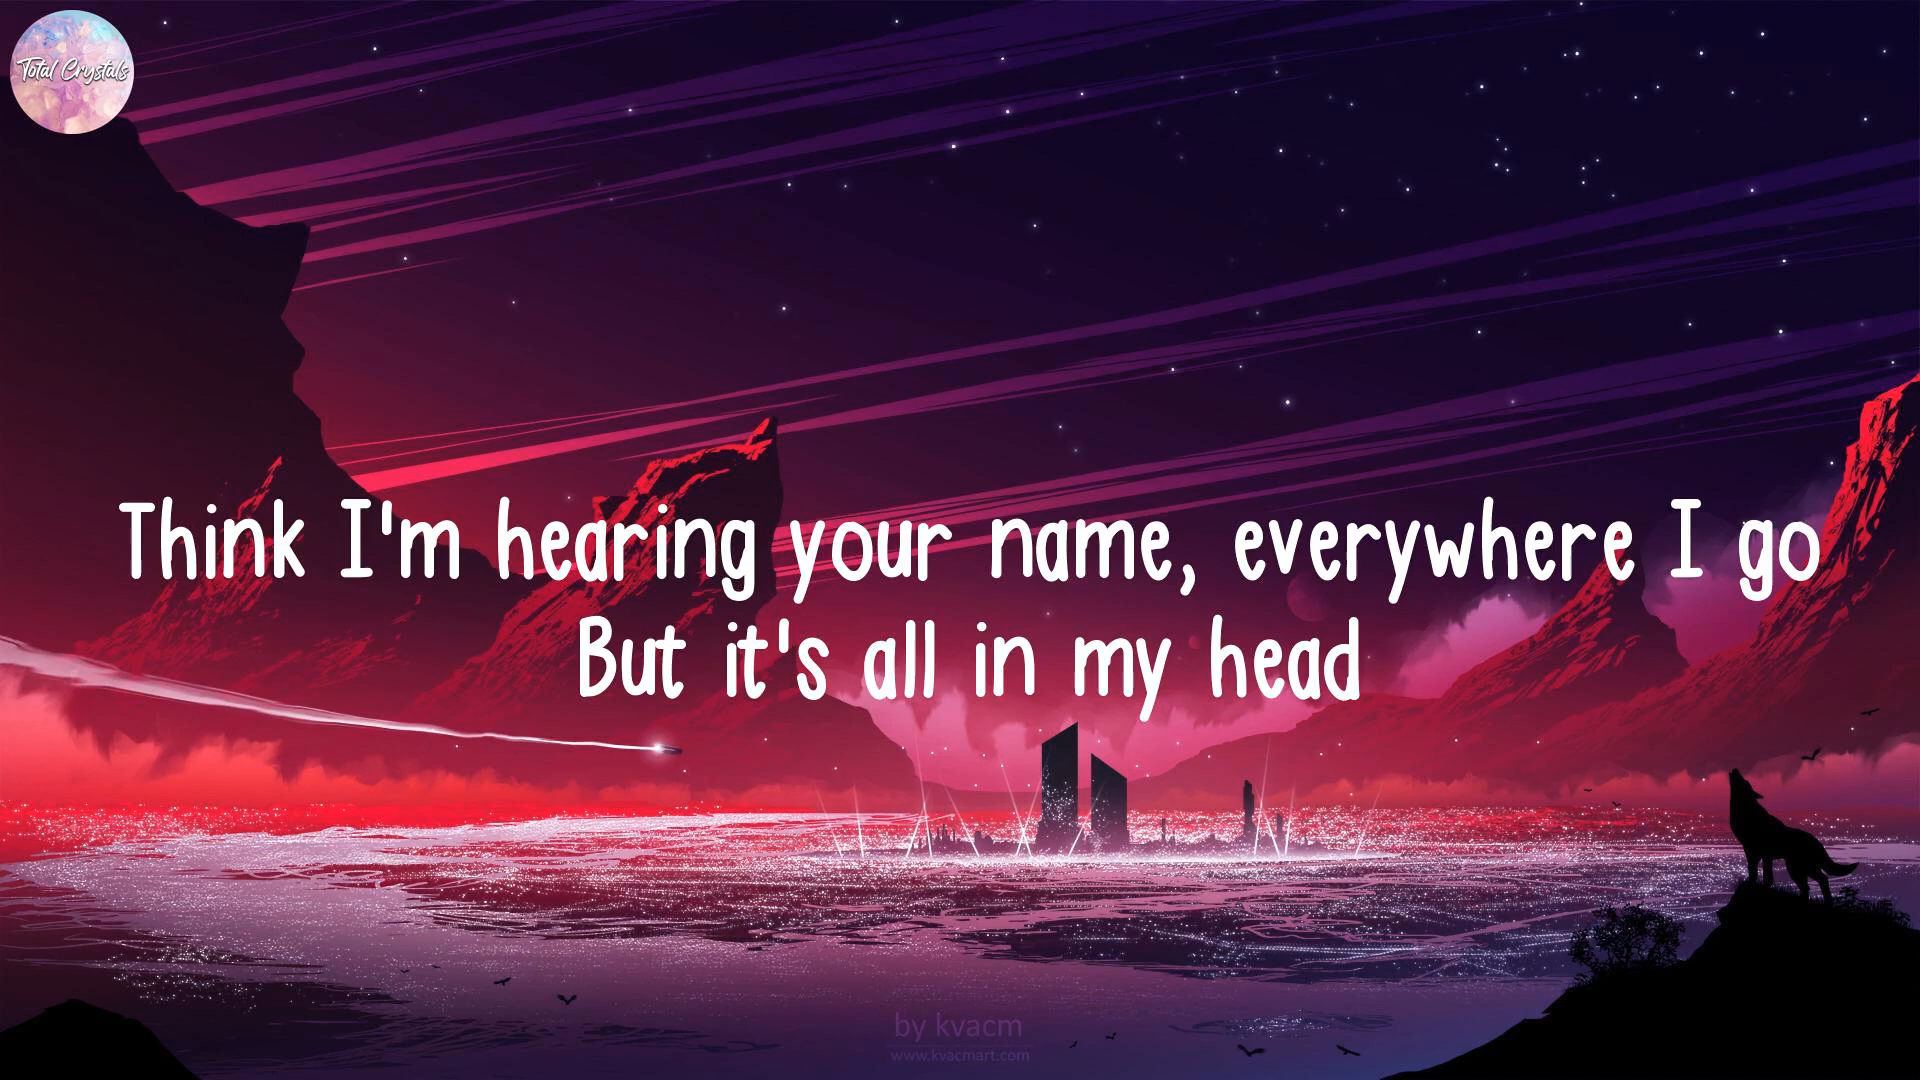 Total Crystals
Think I'm hearing your name, everywhere I go
But it's all in my head
by kvacm
www.kvacmart.com